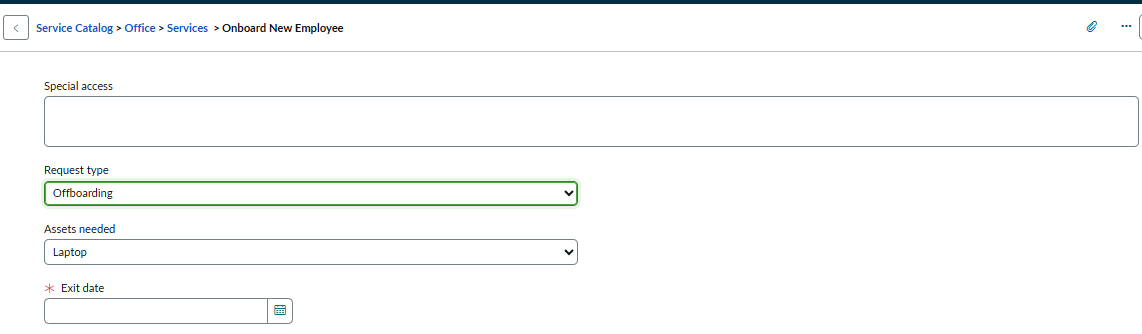 Service Catalog > Office > Services > Onboard New Employee
Special access
Request type
Offboarding
Assets needed
Laptop
* Exit date